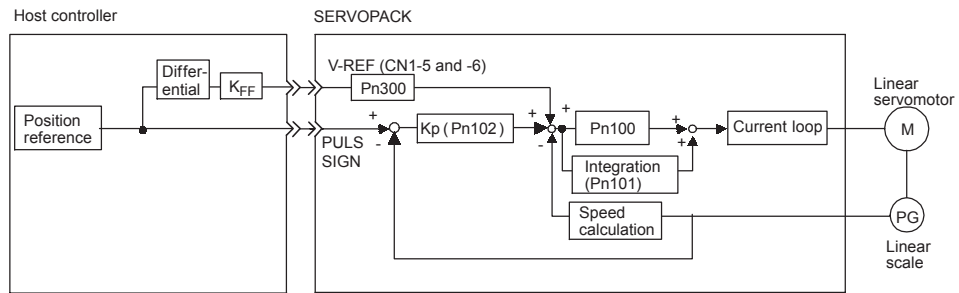 Host controller
SERVOPACK
V-REF (CN1-5 and -6)
Differ-
ential
KFF
Pn300
Linear
servomotor
Position
reference
+
-
PULS
SIGN
Kp (Pn102)
+
+
-
+
Pn100
+
+
Current loop
M
Integration
(Pn101)
Speed
calculation
PG
Linear
scale